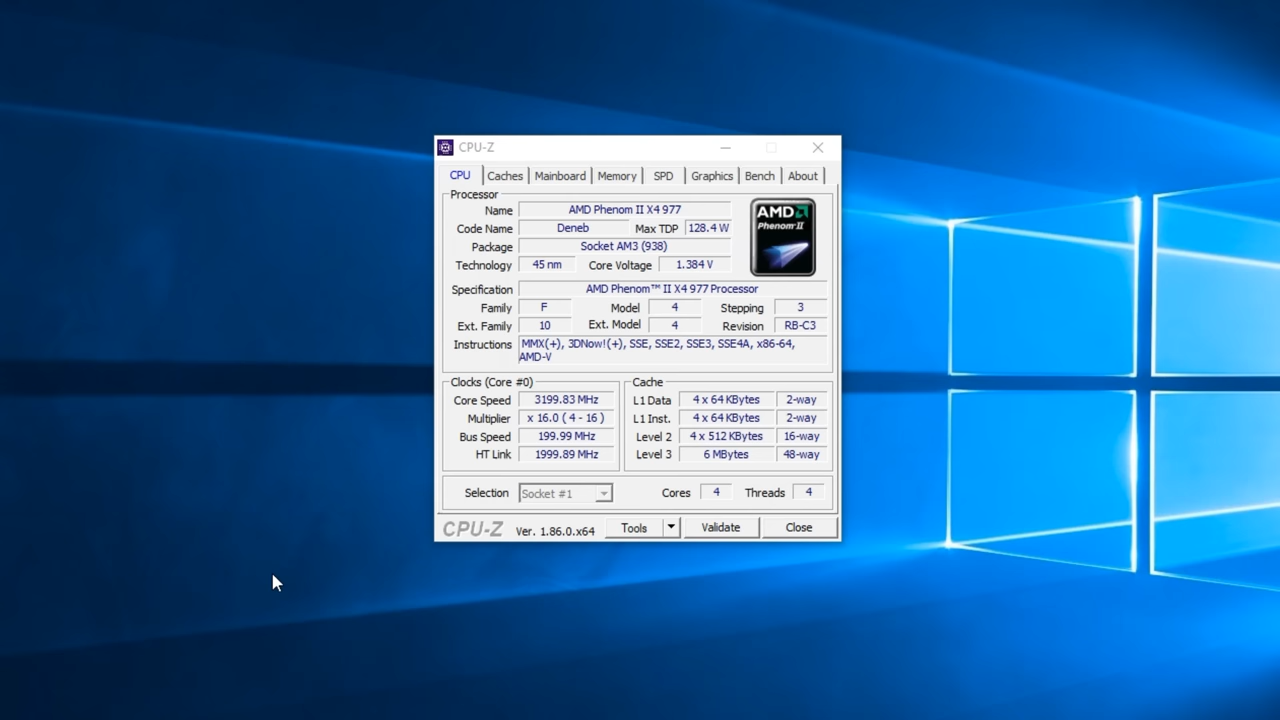 CPU-Z
CPU Caches Mainboard Memory SPD Graphics Bench About
Processor
Name AMD Phenom II X4 977
Code Name Deneb Max TDP 128.4 W
Package Socket AM3 (938)
Technology 45 nm Core Voltage 1.384 V
AMD
Phenom II
Specification AMD Phenom™ II X4 977 Processor
Family F Model 4 Stepping 3
Ext. Family 10 Ext. Model 4 Revision RB-C3
Instructions MMX(+), 3DNow!(+), SSE, SSE2, SSE3, SSE4A, x86-64,
AMD-V
Clocks (Core #0)
Core Speed 3199.83 MHz
Multiplier x 16.0 ( 4 - 16 )
Bus Speed 199.99 MHz
HT Link 1999.89 MHz
Cache
L1 Data 4 x 64 KBytes 2-way
L1 Inst. 4 x 64 KBytes 2-way
Level 2 4 x 512 KBytes 16-way
Level 3 6 MBytes 48-way
Selection Socket #1 Cores 4 Threads 4
CPU-Z Ver. 1.86.0.x64 Tools Validate Close